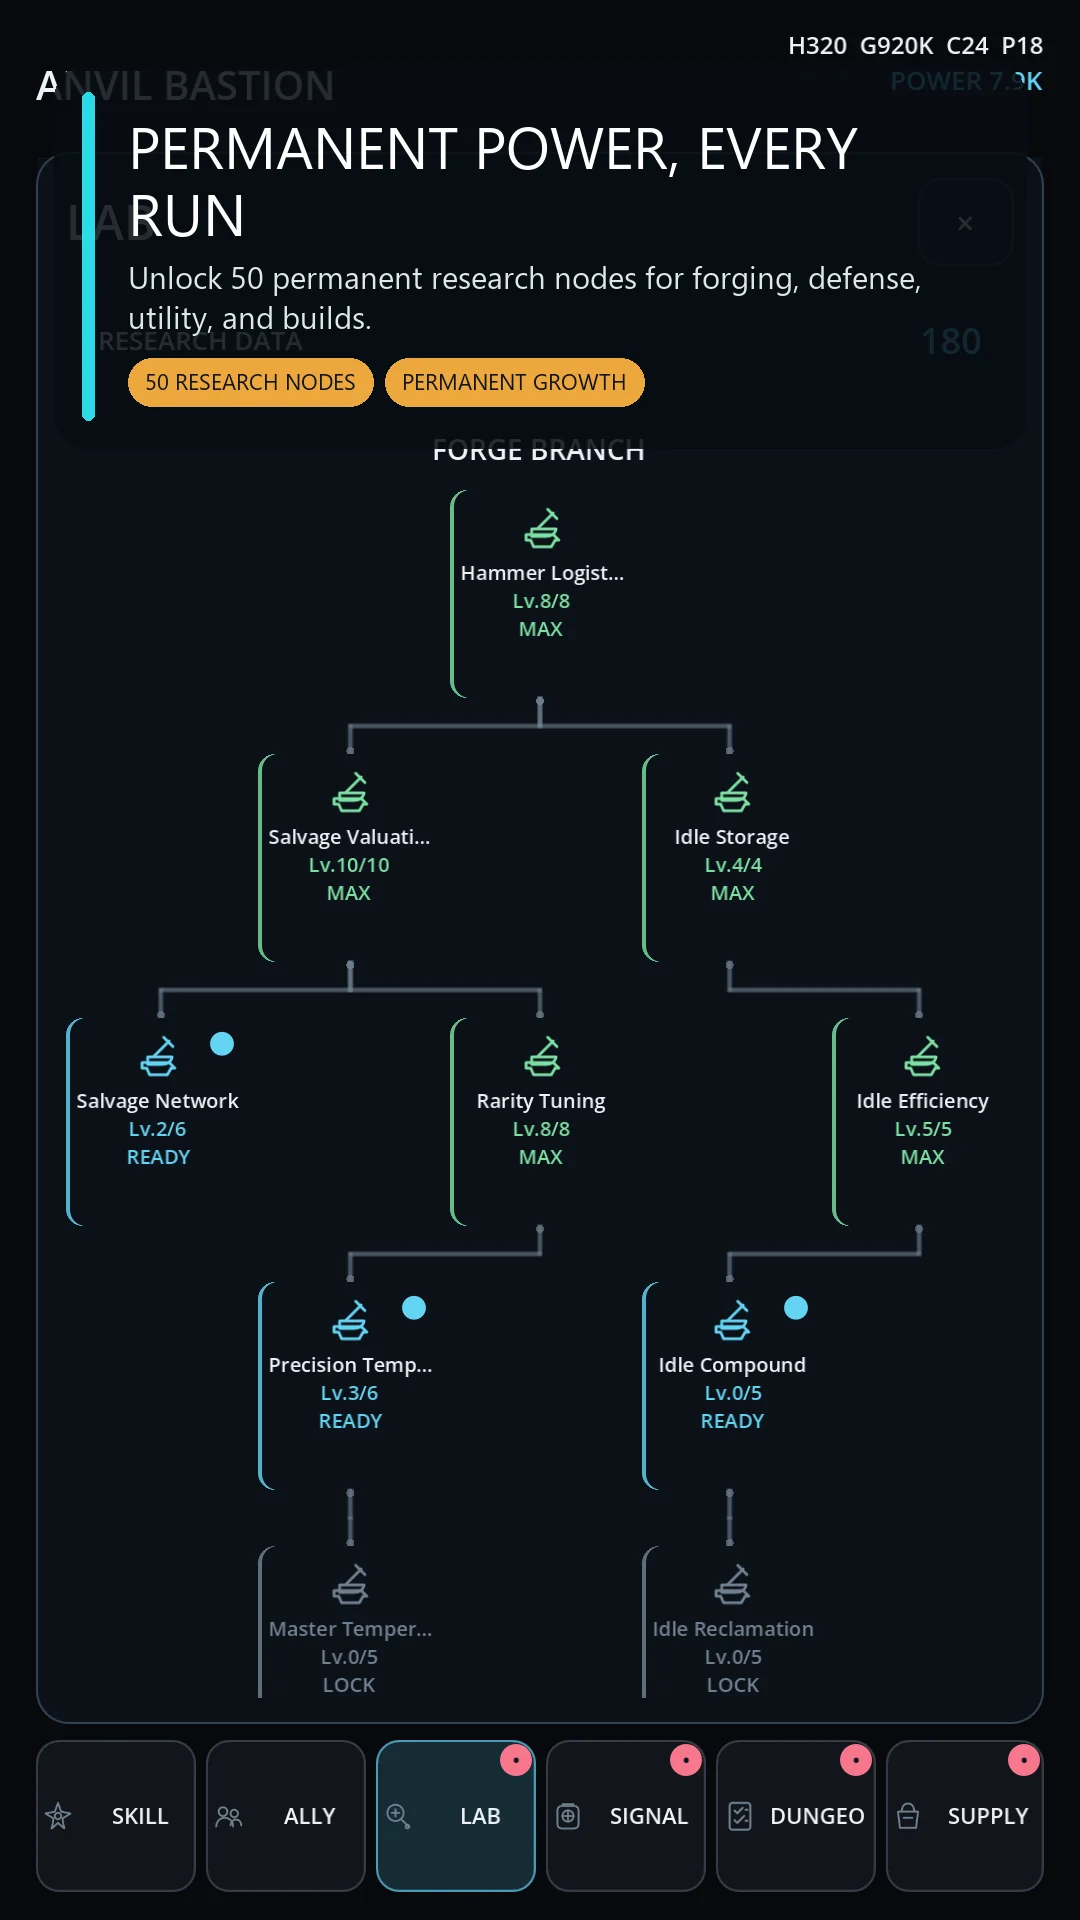 H320 G920K C24 P18
ANVIL BASTION
POWER 7.9K
PERMANENT POWER, EVERY
RUN
LAB
×
Unlock 50 permanent research nodes for forging, defense,
utility, and builds.
RESEARCH DATA
180
50 RESEARCH NODES
PERMANENT GROWTH
FORGE BRANCH
Hammer Logist...
Lv.8/8
MAX
Salvage Valuati...
Lv.10/10
MAX
Idle Storage
Lv.4/4
MAX
Salvage Network
Lv.2/6
READY
Rarity Tuning
Lv.8/8
MAX
Idle Efficiency
Lv.5/5
MAX
Precision Temp...
Lv.3/6
READY
Idle Compound
Lv.0/5
READY
Master Temper...
Lv.0/5
LOCK
Idle Reclamation
Lv.0/5
LOCK
SKILL
ALLY
LAB
SIGNAL
DUNGEO
SUPPLY